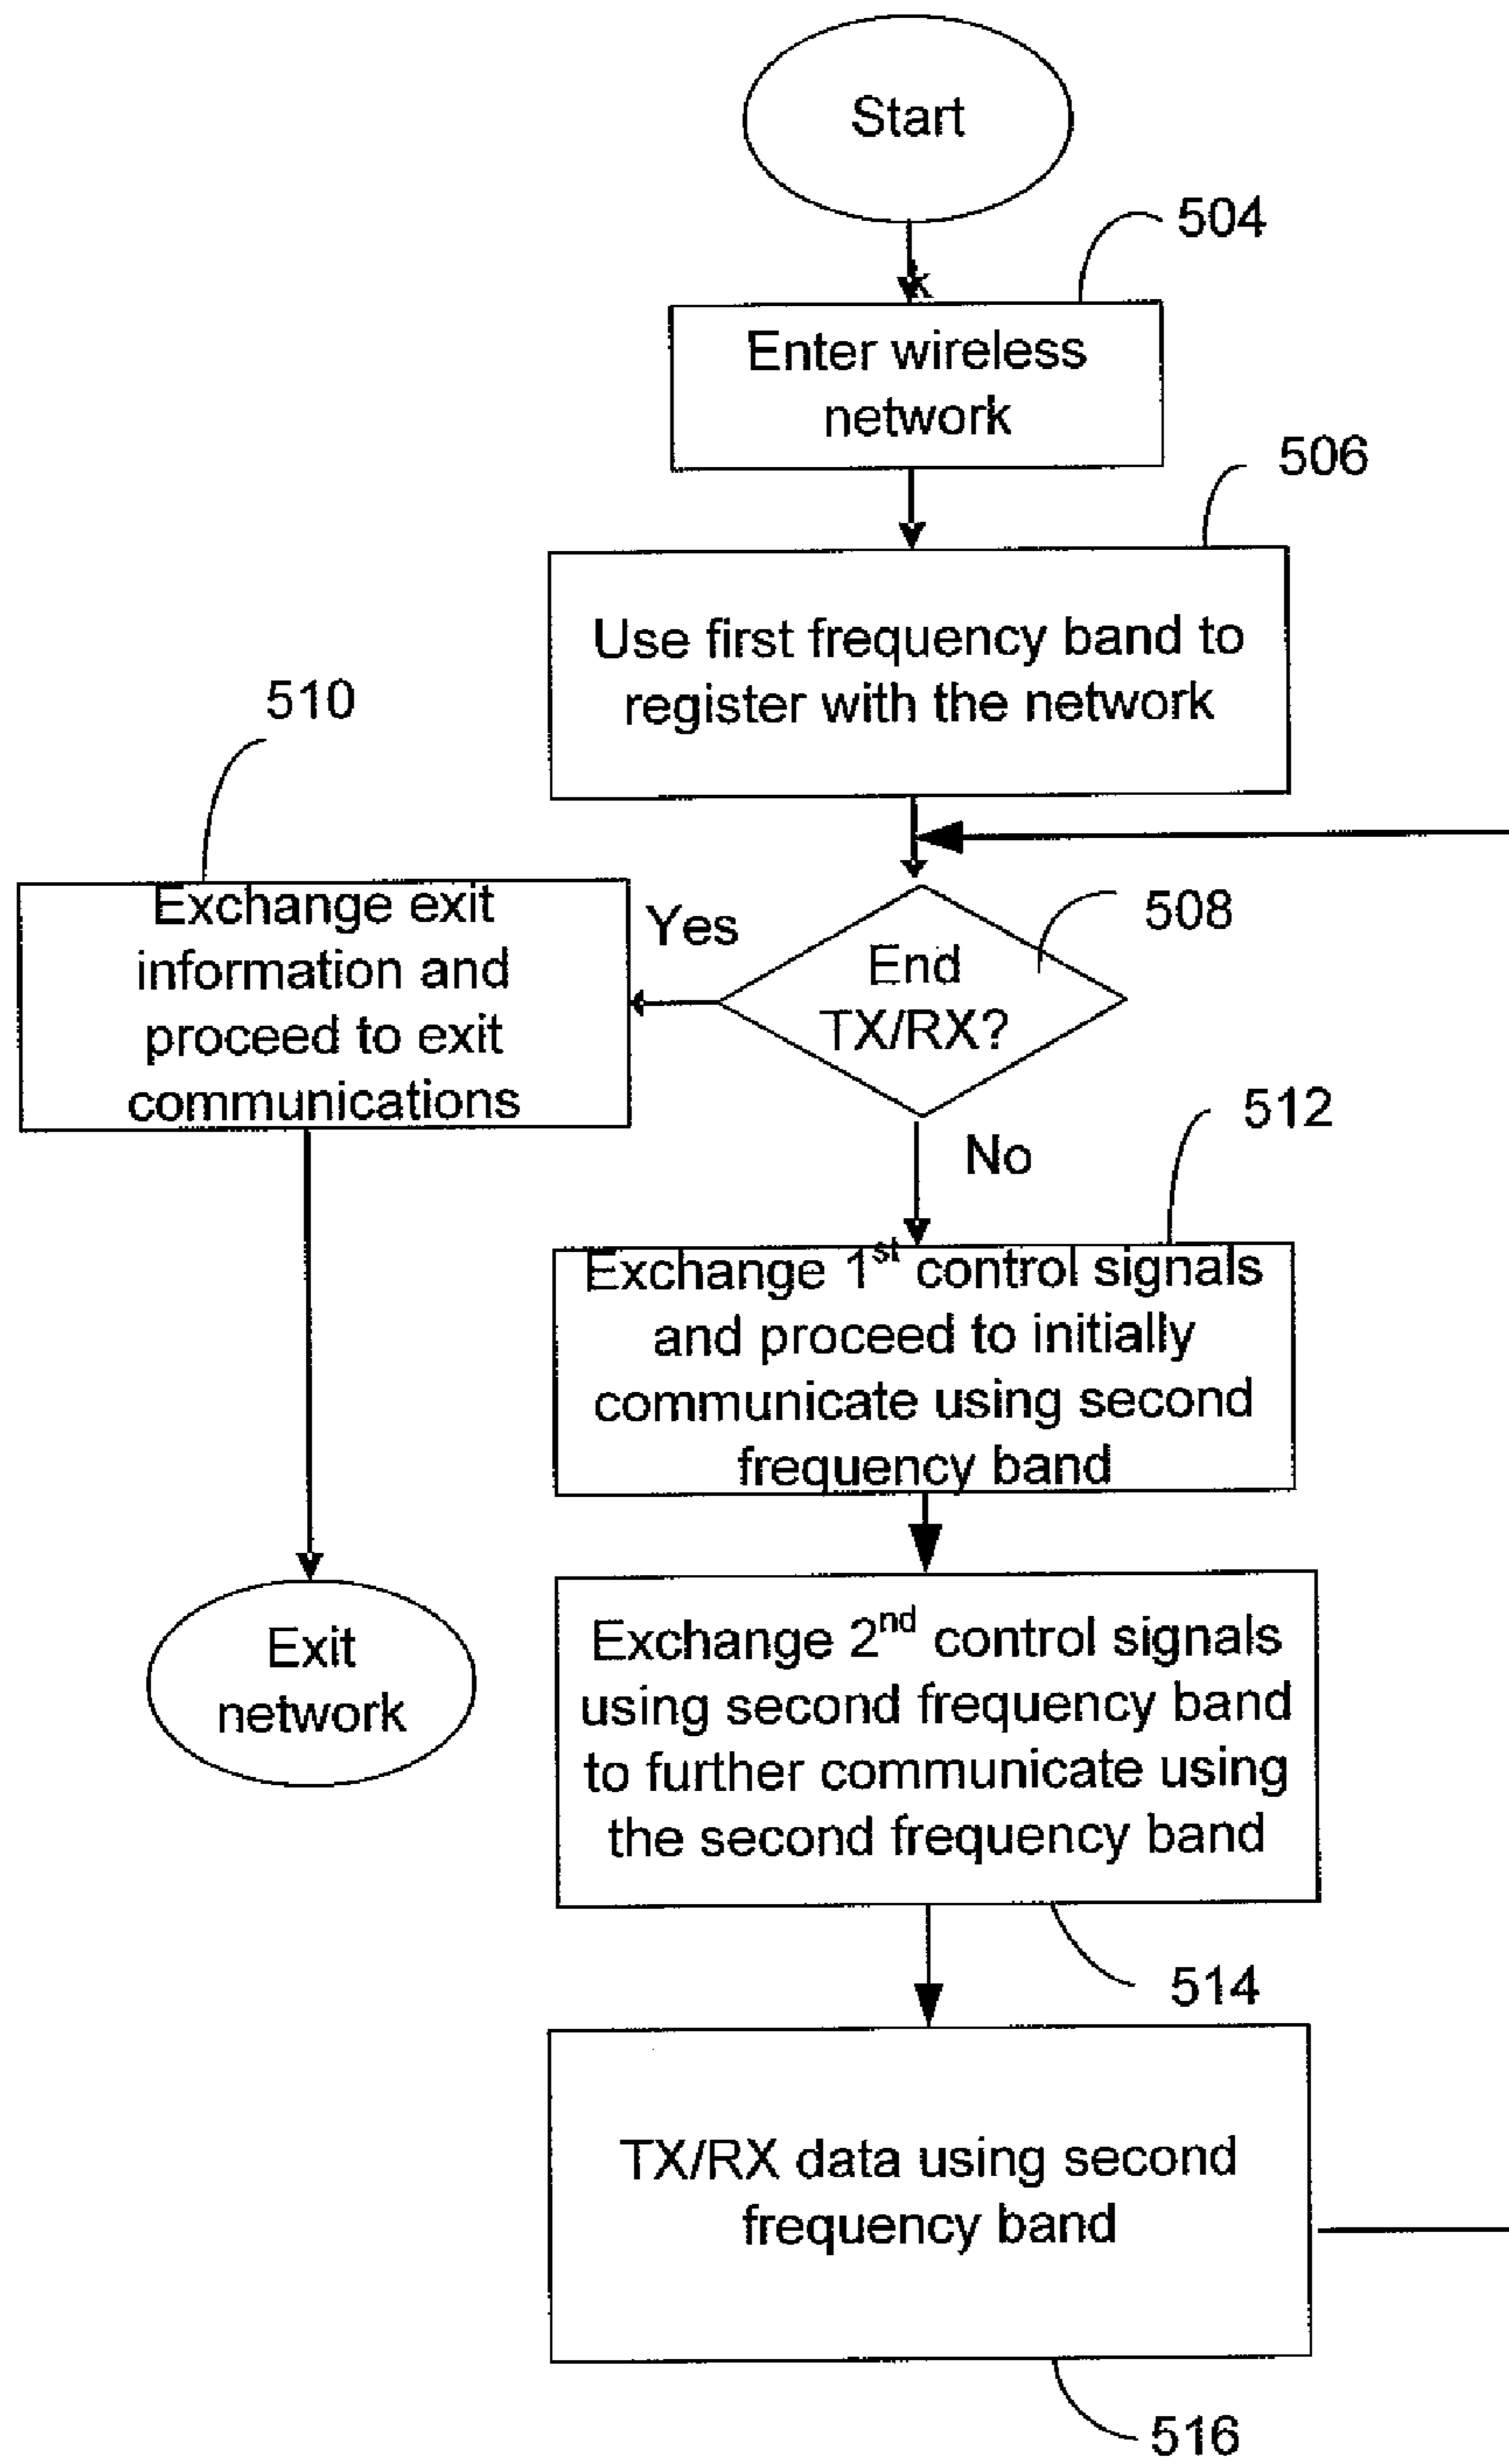 Start
504
Enter wireless
network
506
Use first frequency band to
register with the network
510
Exchange exit
information and
proceed to exit
communications
Yes
508
End
TX/RX?
512
No
Exchange 1st control signals
and proceed to initially
communicate using second
frequency band
Exit
network
Exchange 2nd control signals
using second frequency band
to further communicate using
the second frequency band
514
TX/RX data using second
frequency band
516